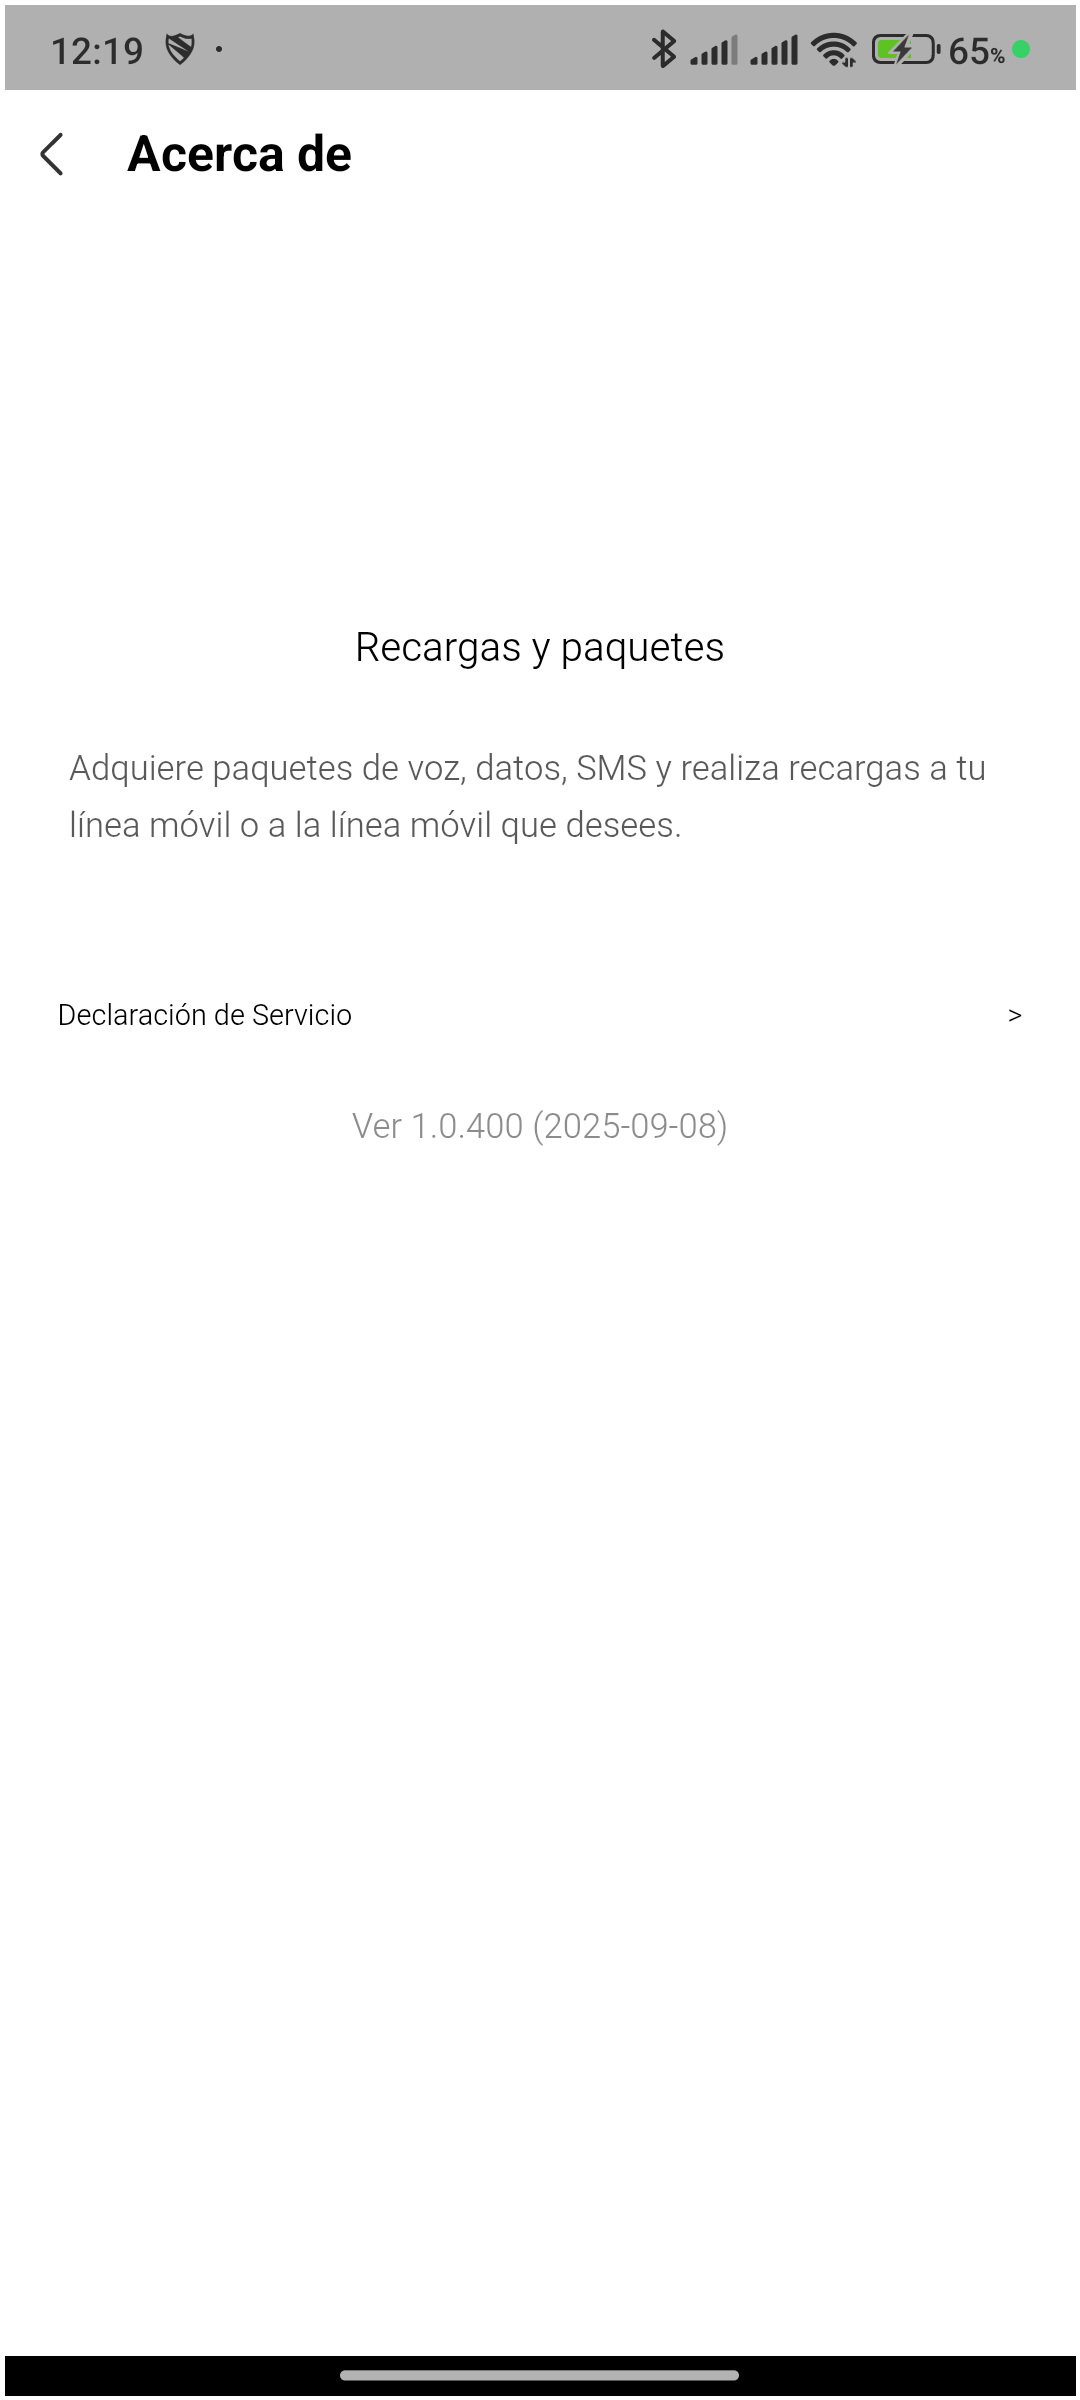 12:19
65%
Acerca de
Recargas y paquetes
Adquiere paquetes de voz, datos, SMS y realiza recargas a tu
línea móvil o a la línea móvil que desees.
Declaración de Servicio >
Ver 1.0.400 (2025-09-08)